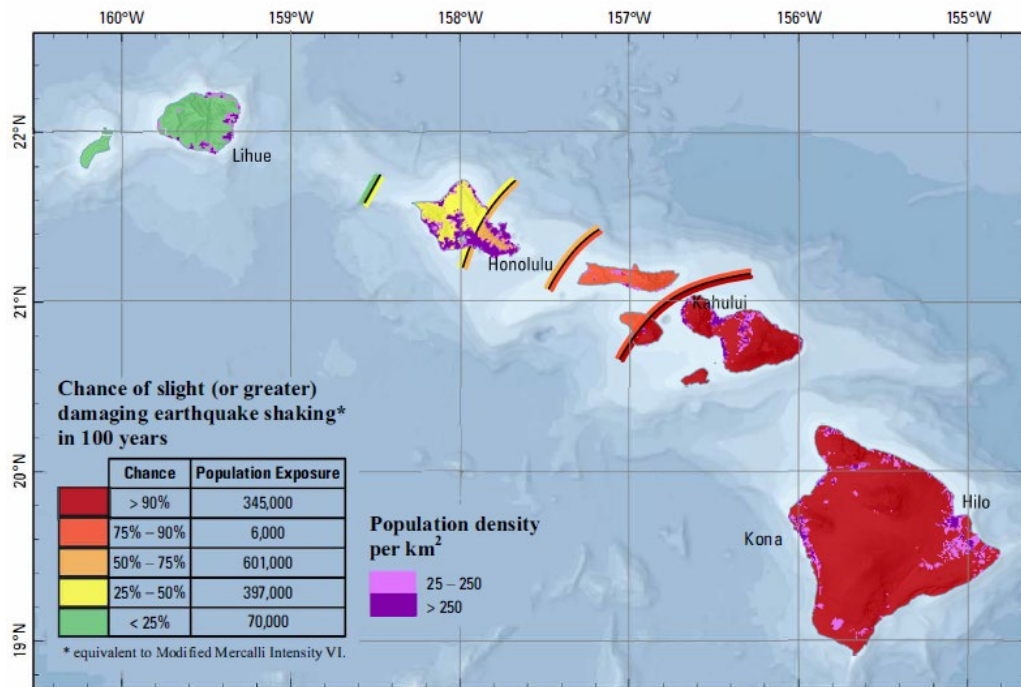 160°W 159°W 158°W 157°W 156°W 155°W
22°N
21°N
20°N
19°N
Lihue
Honolulu
Kahului
Kona
Hilo
Chance of slight (or greater)
damaging earthquake shaking*
in 100 years
Chance Population Exposure
> 90% 345,000
75% – 90% 6,000
50% – 75% 601,000
25% – 50% 397,000
< 25% 70,000
* equivalent to Modified Mercalli Intensity VI.
Population density
per km²
25 – 250
> 250